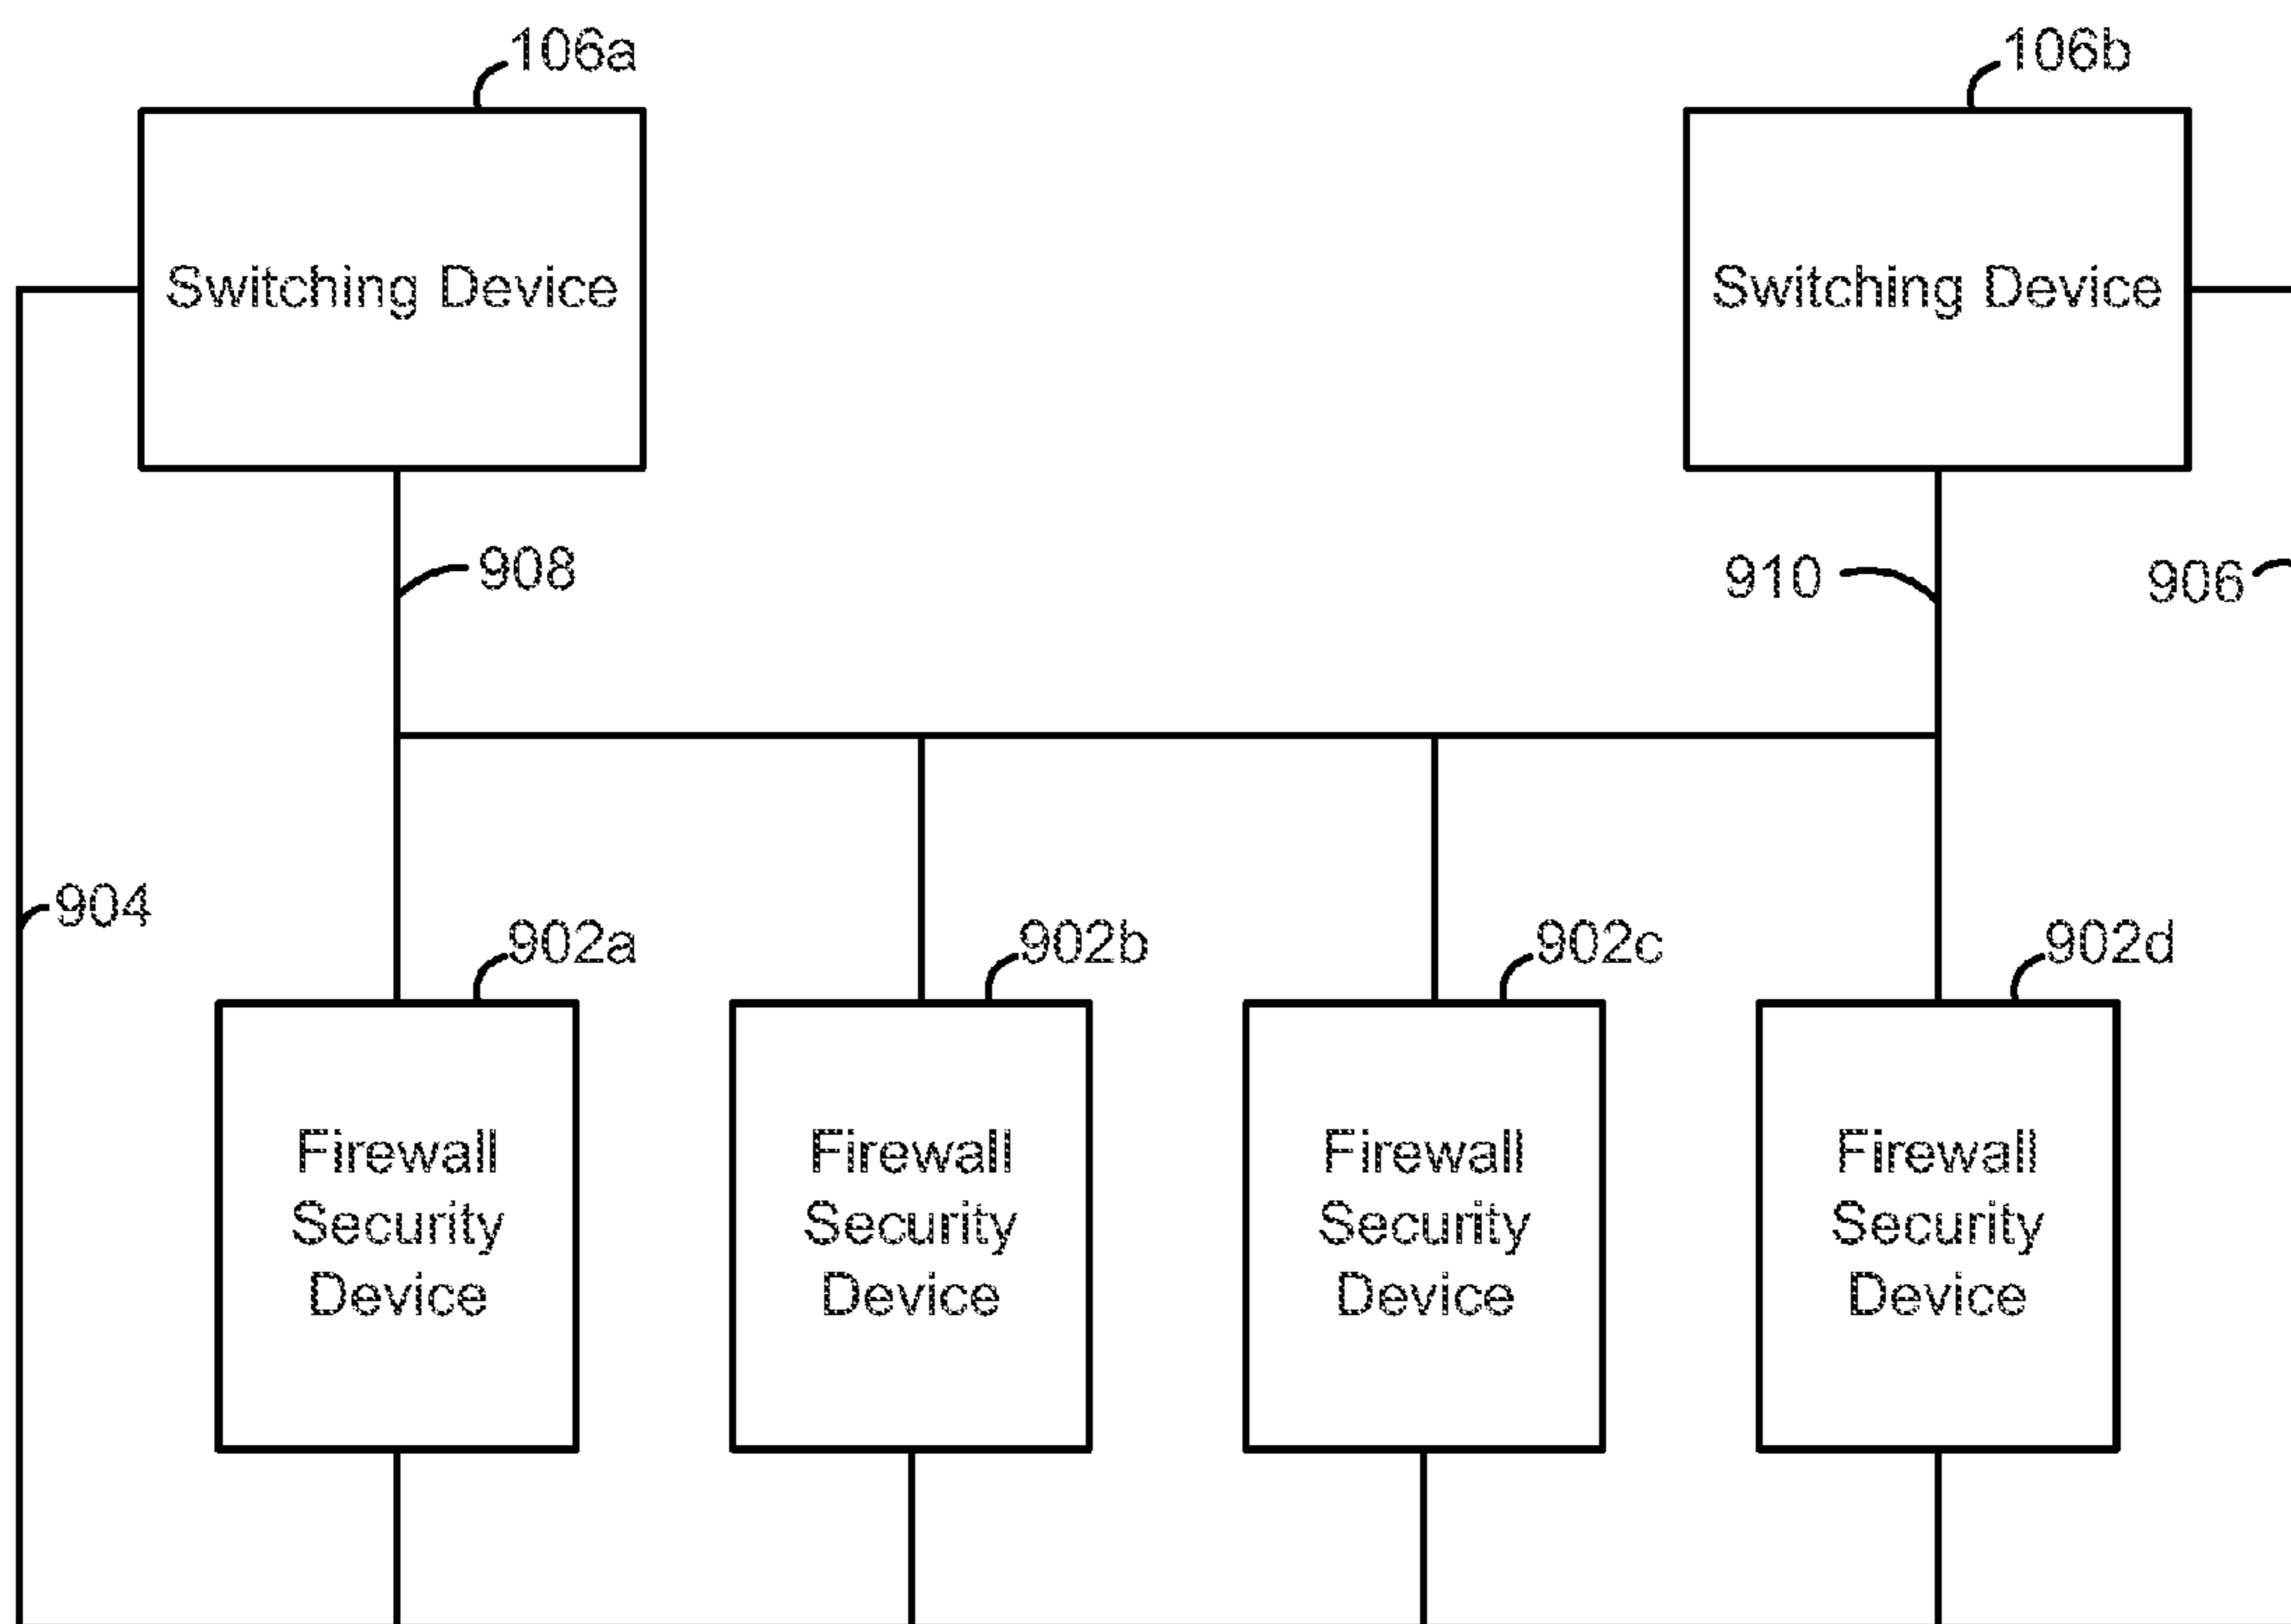 106a
106b
Switching Device
Switching Device
908
910
906
904
902a
902b
902c
902d
Firewall
Security
Device
Firewall
Security
Device
Firewall
Security
Device
Firewall
Security
Device